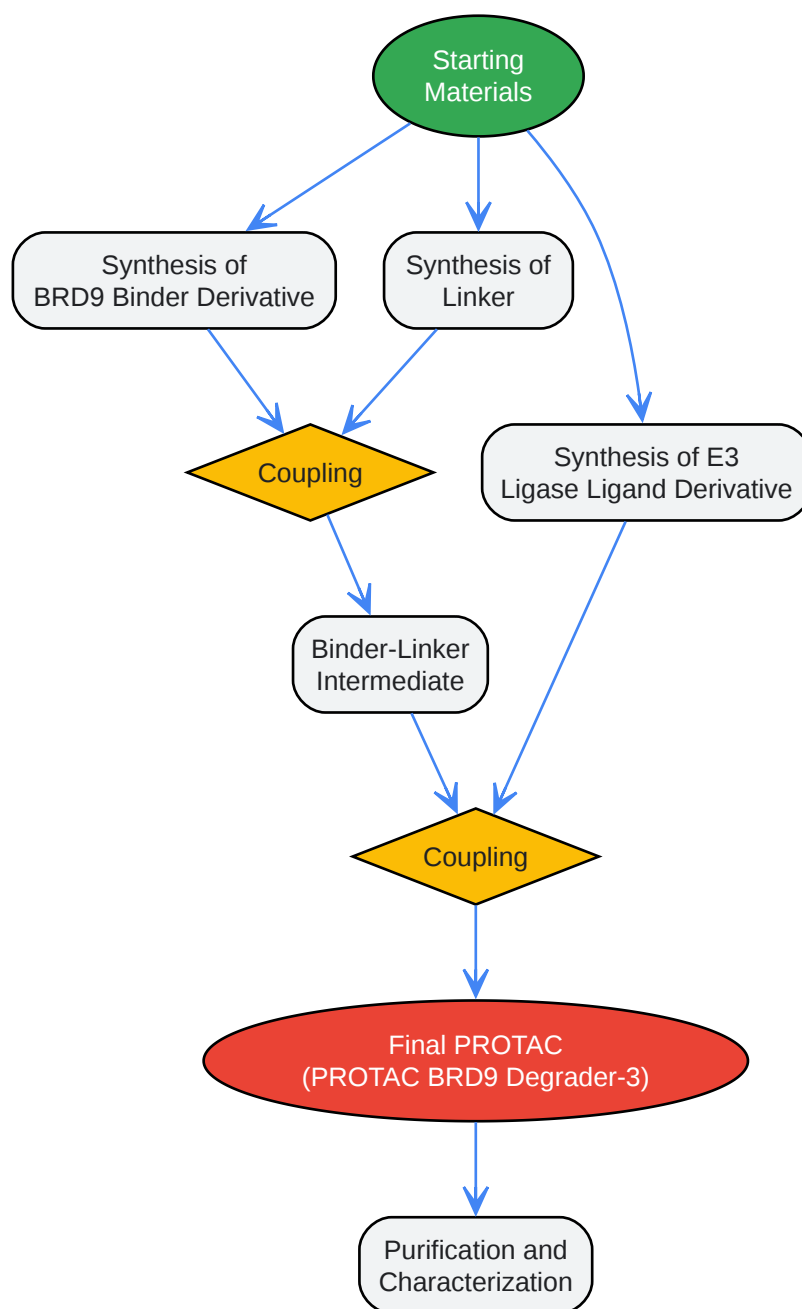 Starting
Materials
Synthesis of
BRD9 Binder Derivative
Synthesis of
Linker
Coupling
Synthesis of E3
Ligase Ligand Derivative
Binder-Linker
Intermediate
Coupling
Final PROTAC
(PROTAC BRD9 Degrader-3)
Purification and
Characterization